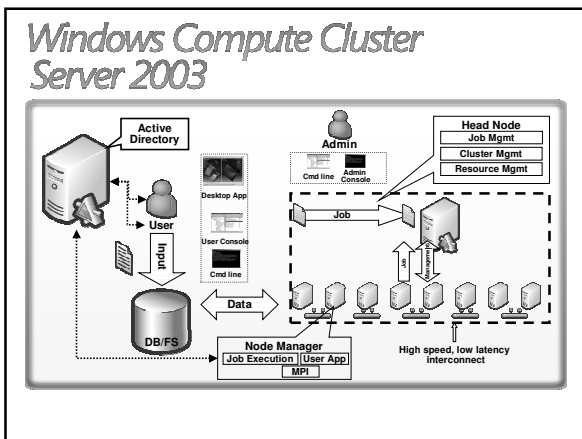 Windows Compute Cluster
Server 2003
Active
Directory
User
Input
DB/FS
Desktop App
User Console
Cmd line
Data
Admin
Cmd line
Admin
Console
Head Node
Job Mgmt
Cluster Mgmt
Resource Mgmt
Job
Job
Management
Node Manager
Job Execution
User App
MPI
High speed, low latency
interconnect